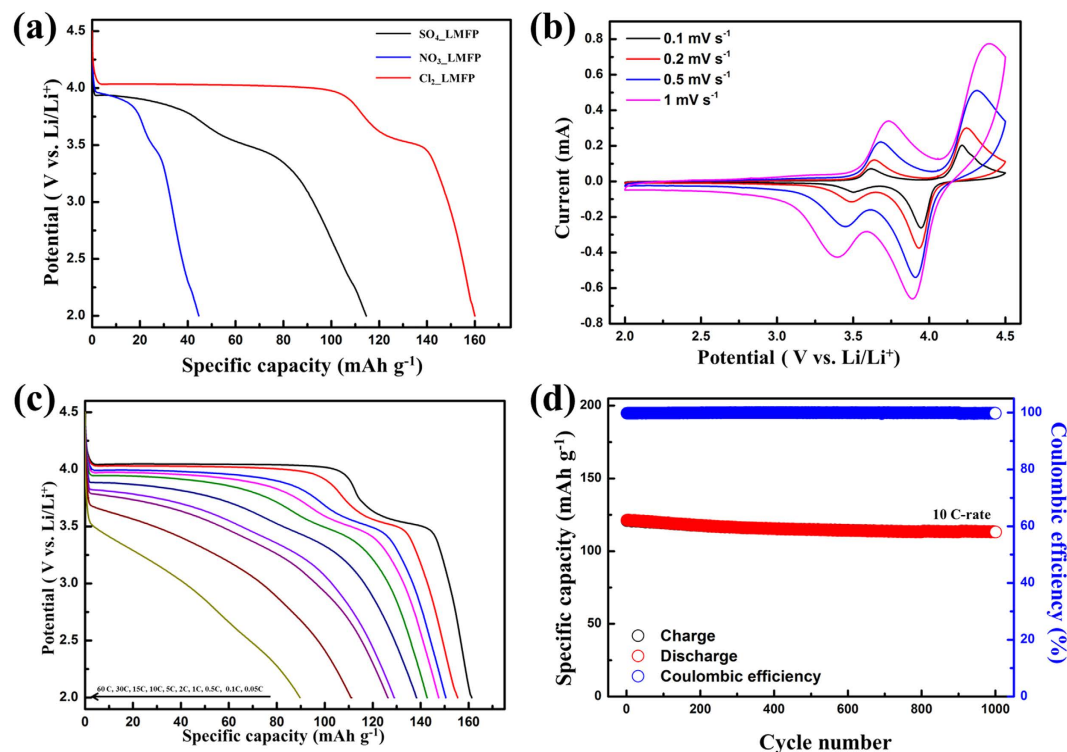 (a)
SO₄_LMFP
NO₃_LMFP
Cl₂_LMFP
4.5
4.0
3.5
3.0
2.5
2.0
Potential ( V vs. Li/Li⁺)
0 20 40 60 80 100 120 140 160
Specific capacity (mAh g⁻¹)
(b)
0.1 mV s⁻¹
0.2 mV s⁻¹
0.5 mV s⁻¹
1 mV s⁻¹
0.8
0.6
0.4
0.2
0.0
-0.2
-0.4
-0.6
-0.8
Current (mA)
2.0 2.5 3.0 3.5 4.0 4.5
Potential ( V vs. Li/Li⁺)
(c)
4.5
4.0
3.5
3.0
2.5
2.0
Potential ( V vs. Li/Li⁺)
60 C, 30C, 15C, 10C, 5C, 2C, 1C, 0.5C, 0.1C, 0.05C
0 20 40 60 80 100 120 140 160
Specific capacity (mAh g⁻¹)
(d)
200
150
100
50
0
Specific capacity (mAh g⁻¹)
10 C-rate
Charge
Discharge
Coulombic efficiency
100
80
60
40
20
0
Coulombic efficiency (%)
0 200 400 600 800 1000
Cycle number